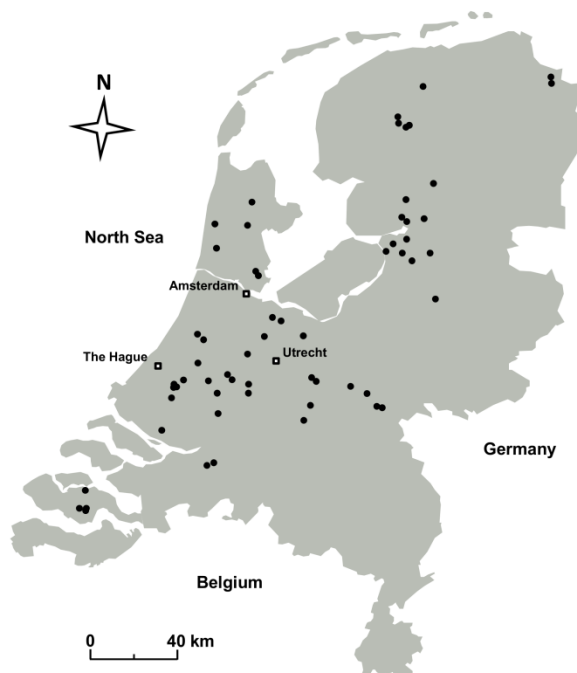 N
North Sea
Amsterdam
The Hague
Utrecht
Germany
Belgium
0 40 km